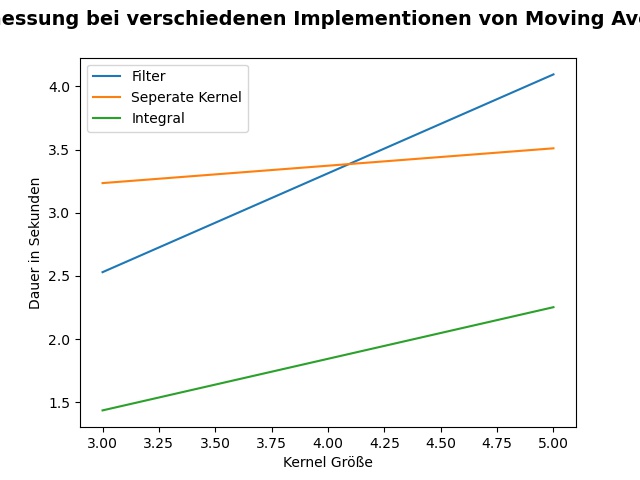 essung bei verschiedenen Implementionen von Moving Av
Filter
Seperate Kernel
Integral
Dauer in Sekunden
4.0
3.5
3.0
2.5
2.0
1.5
3.00 3.25 3.50 3.75 4.00 4.25 4.50 4.75 5.00
Kernel Größe